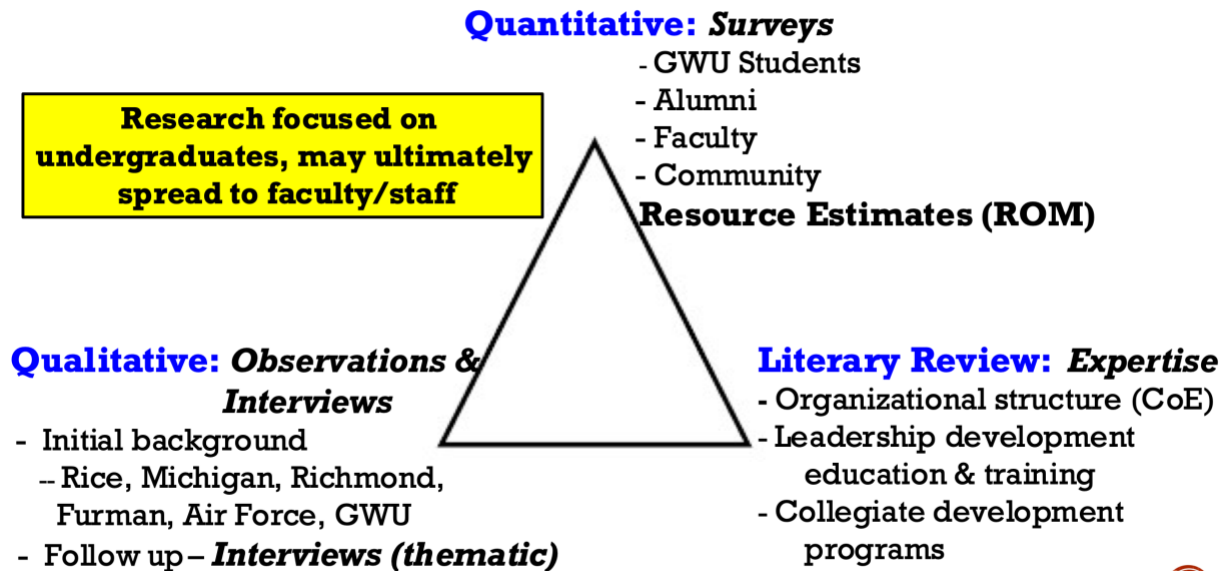 Quantitative: Surveys
- GWU Students
- Alumni
- Faculty
- Community
Resource Estimates (ROM)
Research focused on
undergraduates, may ultimately
spread to faculty/staff
Qualitative: Observations &
Interviews
- Initial background
-- Rice, Michigan, Richmond,
Furman, Air Force, GWU
- Follow up – Interviews (thematic)
Literary Review: Expertise
- Organizational structure (CoE)
- Leadership development
education & training
- Collegiate development
programs